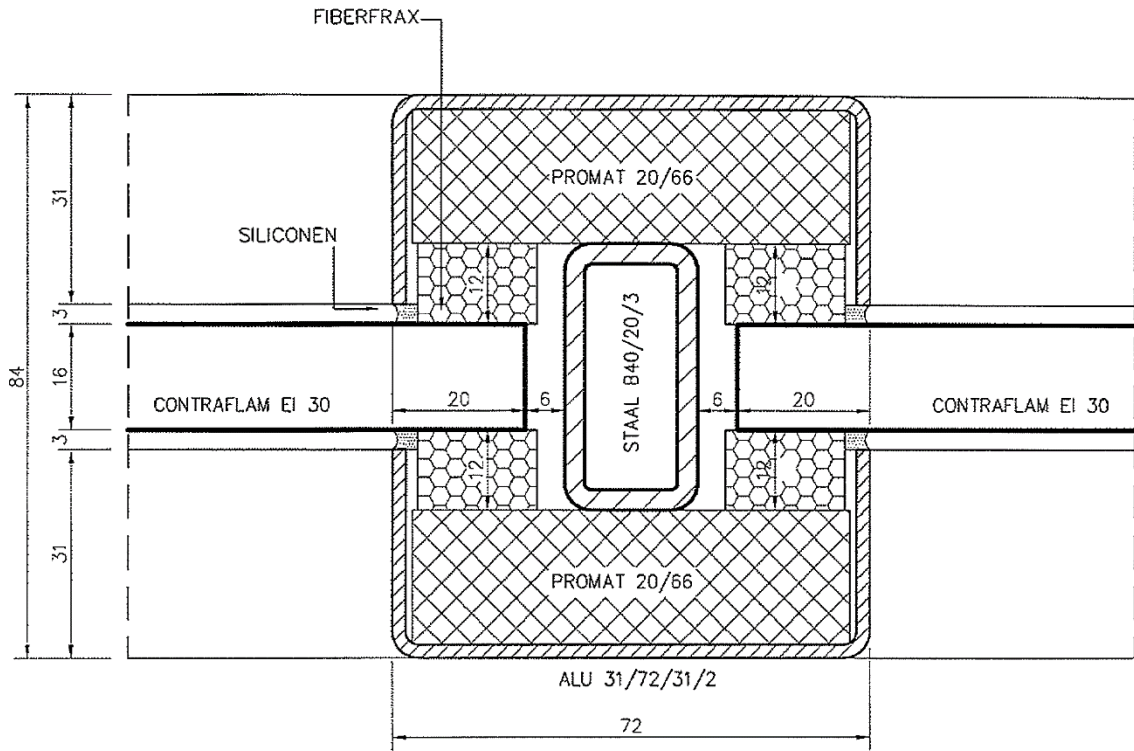 FIBERFRAX
PROMAT 20/66
31
SILICONEN
12
12
3
STAAL B40/20/3
84
16
CONTRAFLAM EI 30
20
6
6
20
CONTRAFLAM EI 30
3
12
12
31
PROMAT 20/66
ALU 31/72/31/2
72